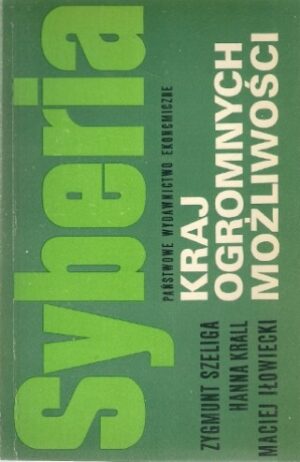 Syberia
PAŃSTWOWE WYDAWNICTWO EKONOMICZNE
KRAJ
OGROMNYCH
MOŻLIWOŚCI
ZYGMUNT SZELIGA
HANNA KRALL
MACIEJ IŁOWIECKI